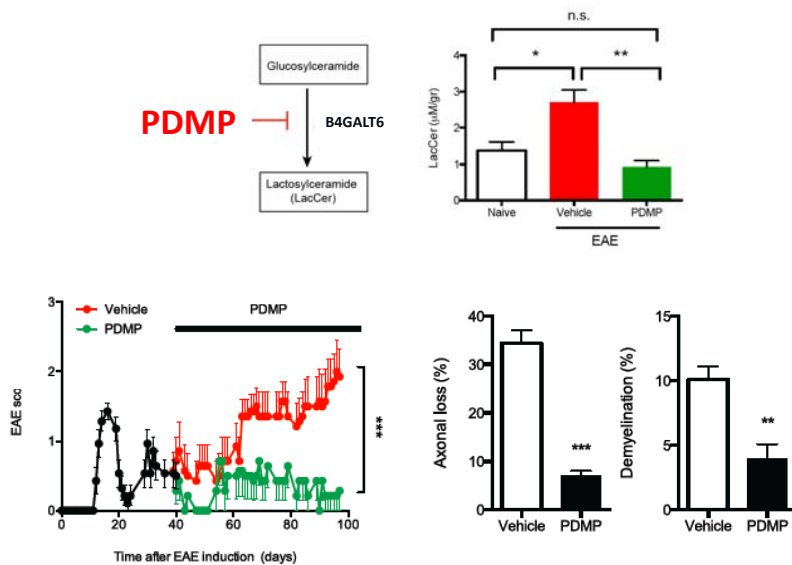 Glucosylceramide
PDMP
B4GALT6
Lactosylceramide
(LacCer)
n.s.
*
**
LacCer (μM/gr)
4
3
2
1
0
Naive
Vehicle
PDMP
EAE
Vehicle
PDMP
PDMP
EAE scc
3
2
1
0
0
20
40
60
80
100
***
Time after EAE induction (days)
Axonal loss (%)
40
30
20
10
0
***
Vehicle
PDMP
Demyelination (%)
15
10
5
0
**
Vehicle
PDMP